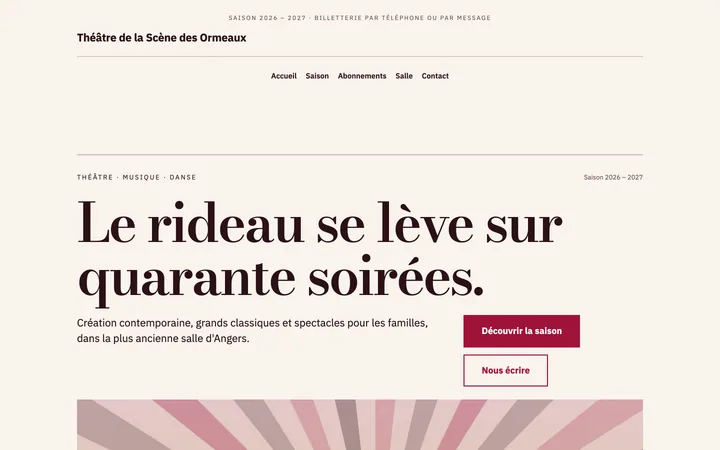 SAISON 2026 – 2027 · BILLETTERIE PAR TÉLÉPHONE OU PAR MESSAGE
Théâtre de la Scène des Ormeaux
Accueil Saison Abonnements Salle Contact
THÉÂTRE · MUSIQUE · DANSE
Saison 2026 – 2027
Le rideau se lève sur
quarante soirées.
Création contemporaine, grands classiques et spectacles pour les familles,
dans la plus ancienne salle d'Angers.
Découvrir la saison
Nous écrire